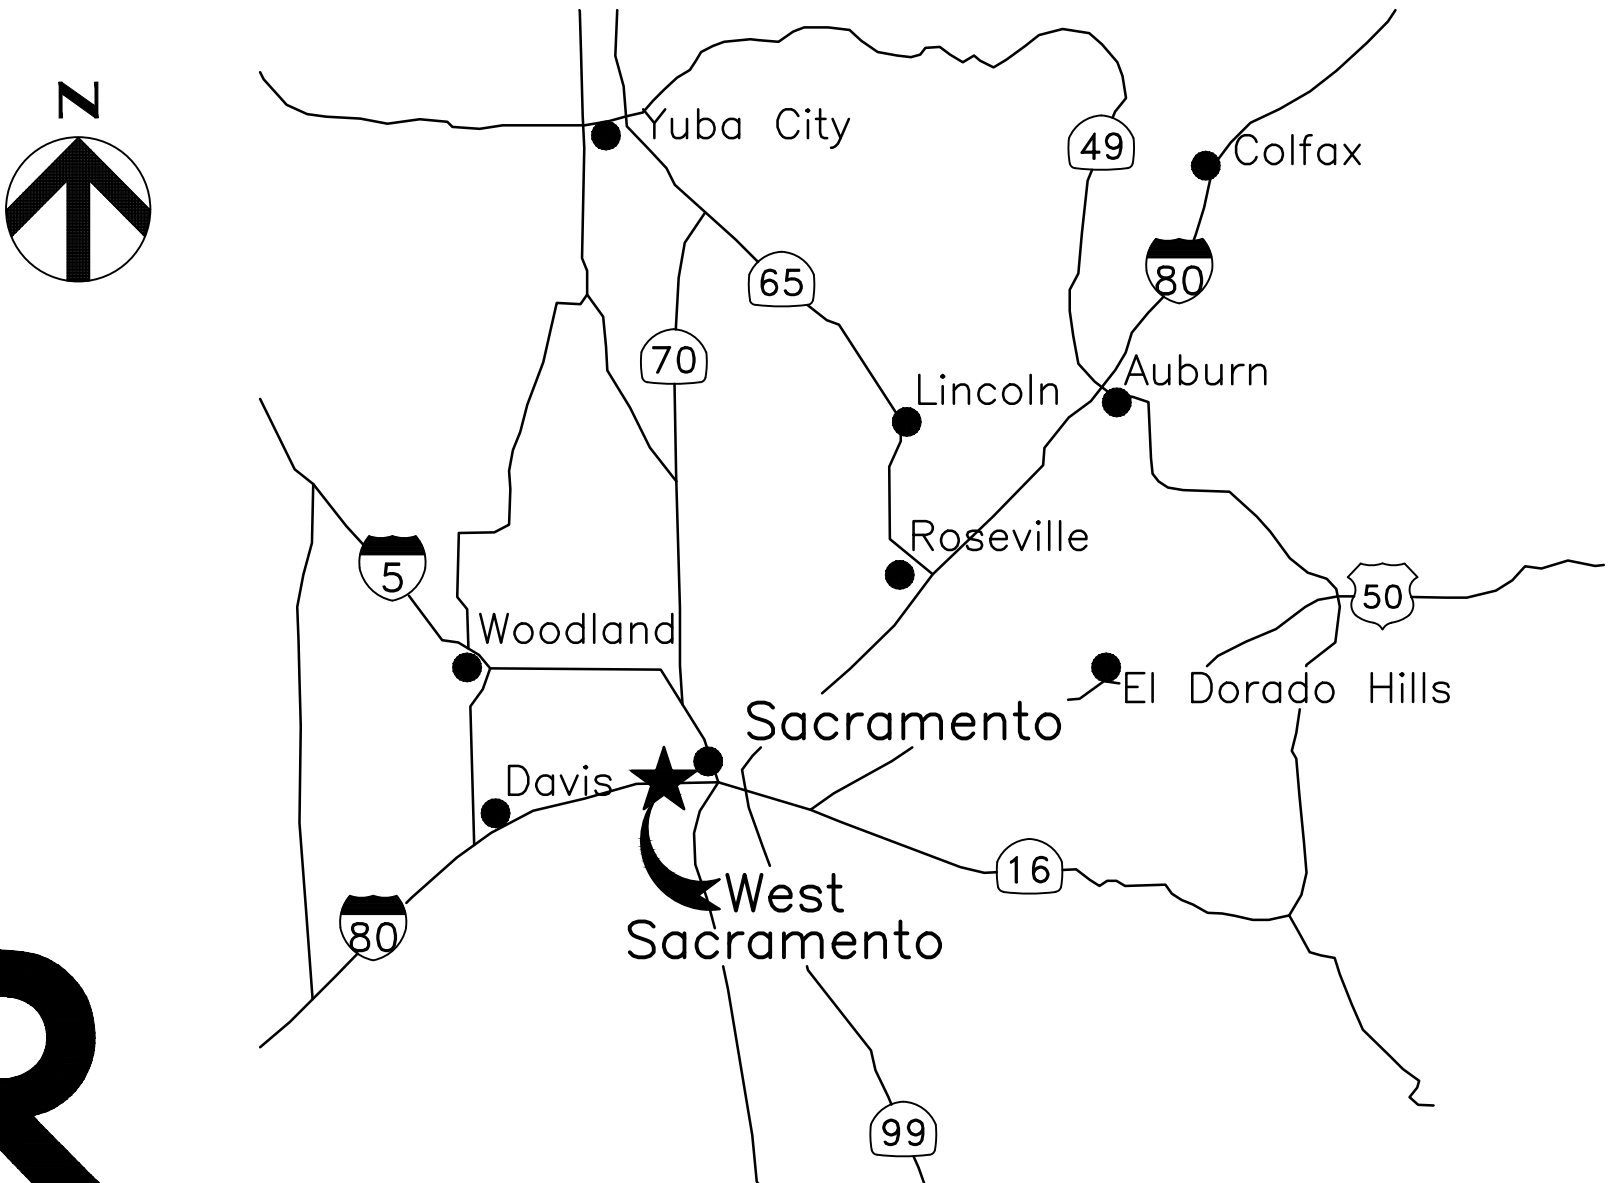 N
Yuba City
49
Colfax
65
80
70
Auburn
Lincoln
Roseville
5
50
Woodland
El Dorado Hills
Sacramento
Davis
16
West
Sacramento
80
99
R